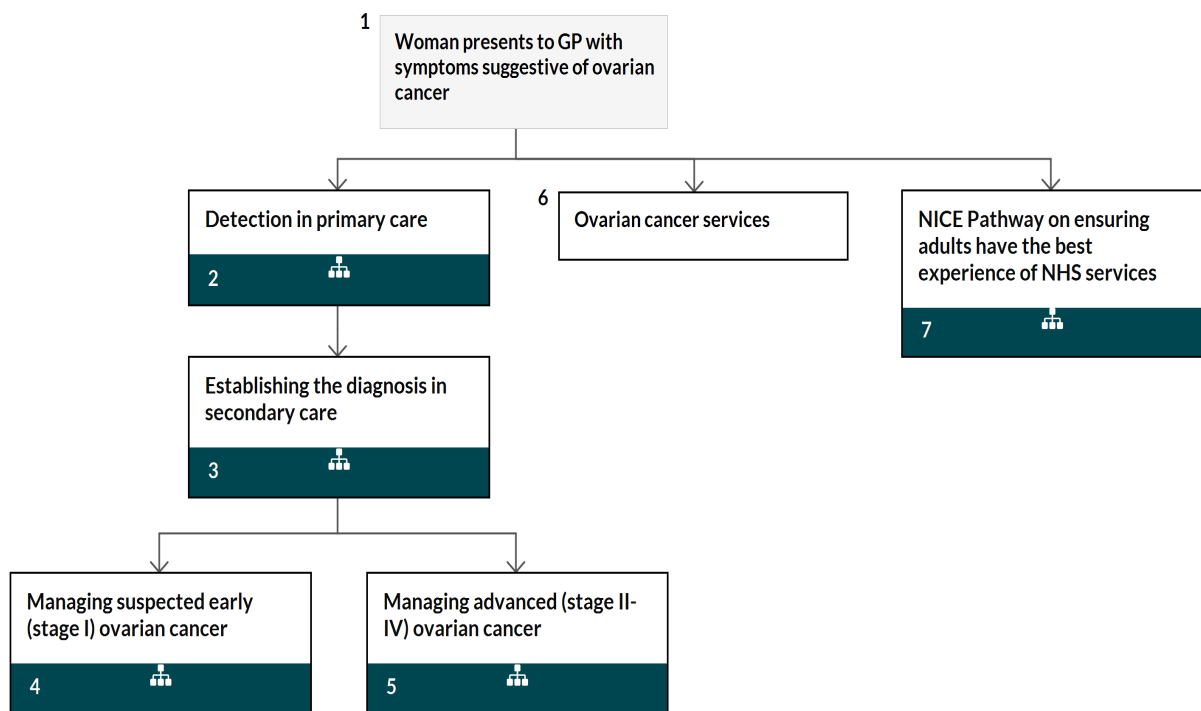 1
Woman presents to GP with
symptoms suggestive of ovarian
cancer
Detection in primary care
2
6
Ovarian cancer services
NICE Pathway on ensuring
adults have the best
experience of NHS services
7
Establishing the diagnosis in
secondary care
3
Managing suspected early
(stage I) ovarian cancer
4
Managing advanced (stage II-
IV) ovarian cancer
5